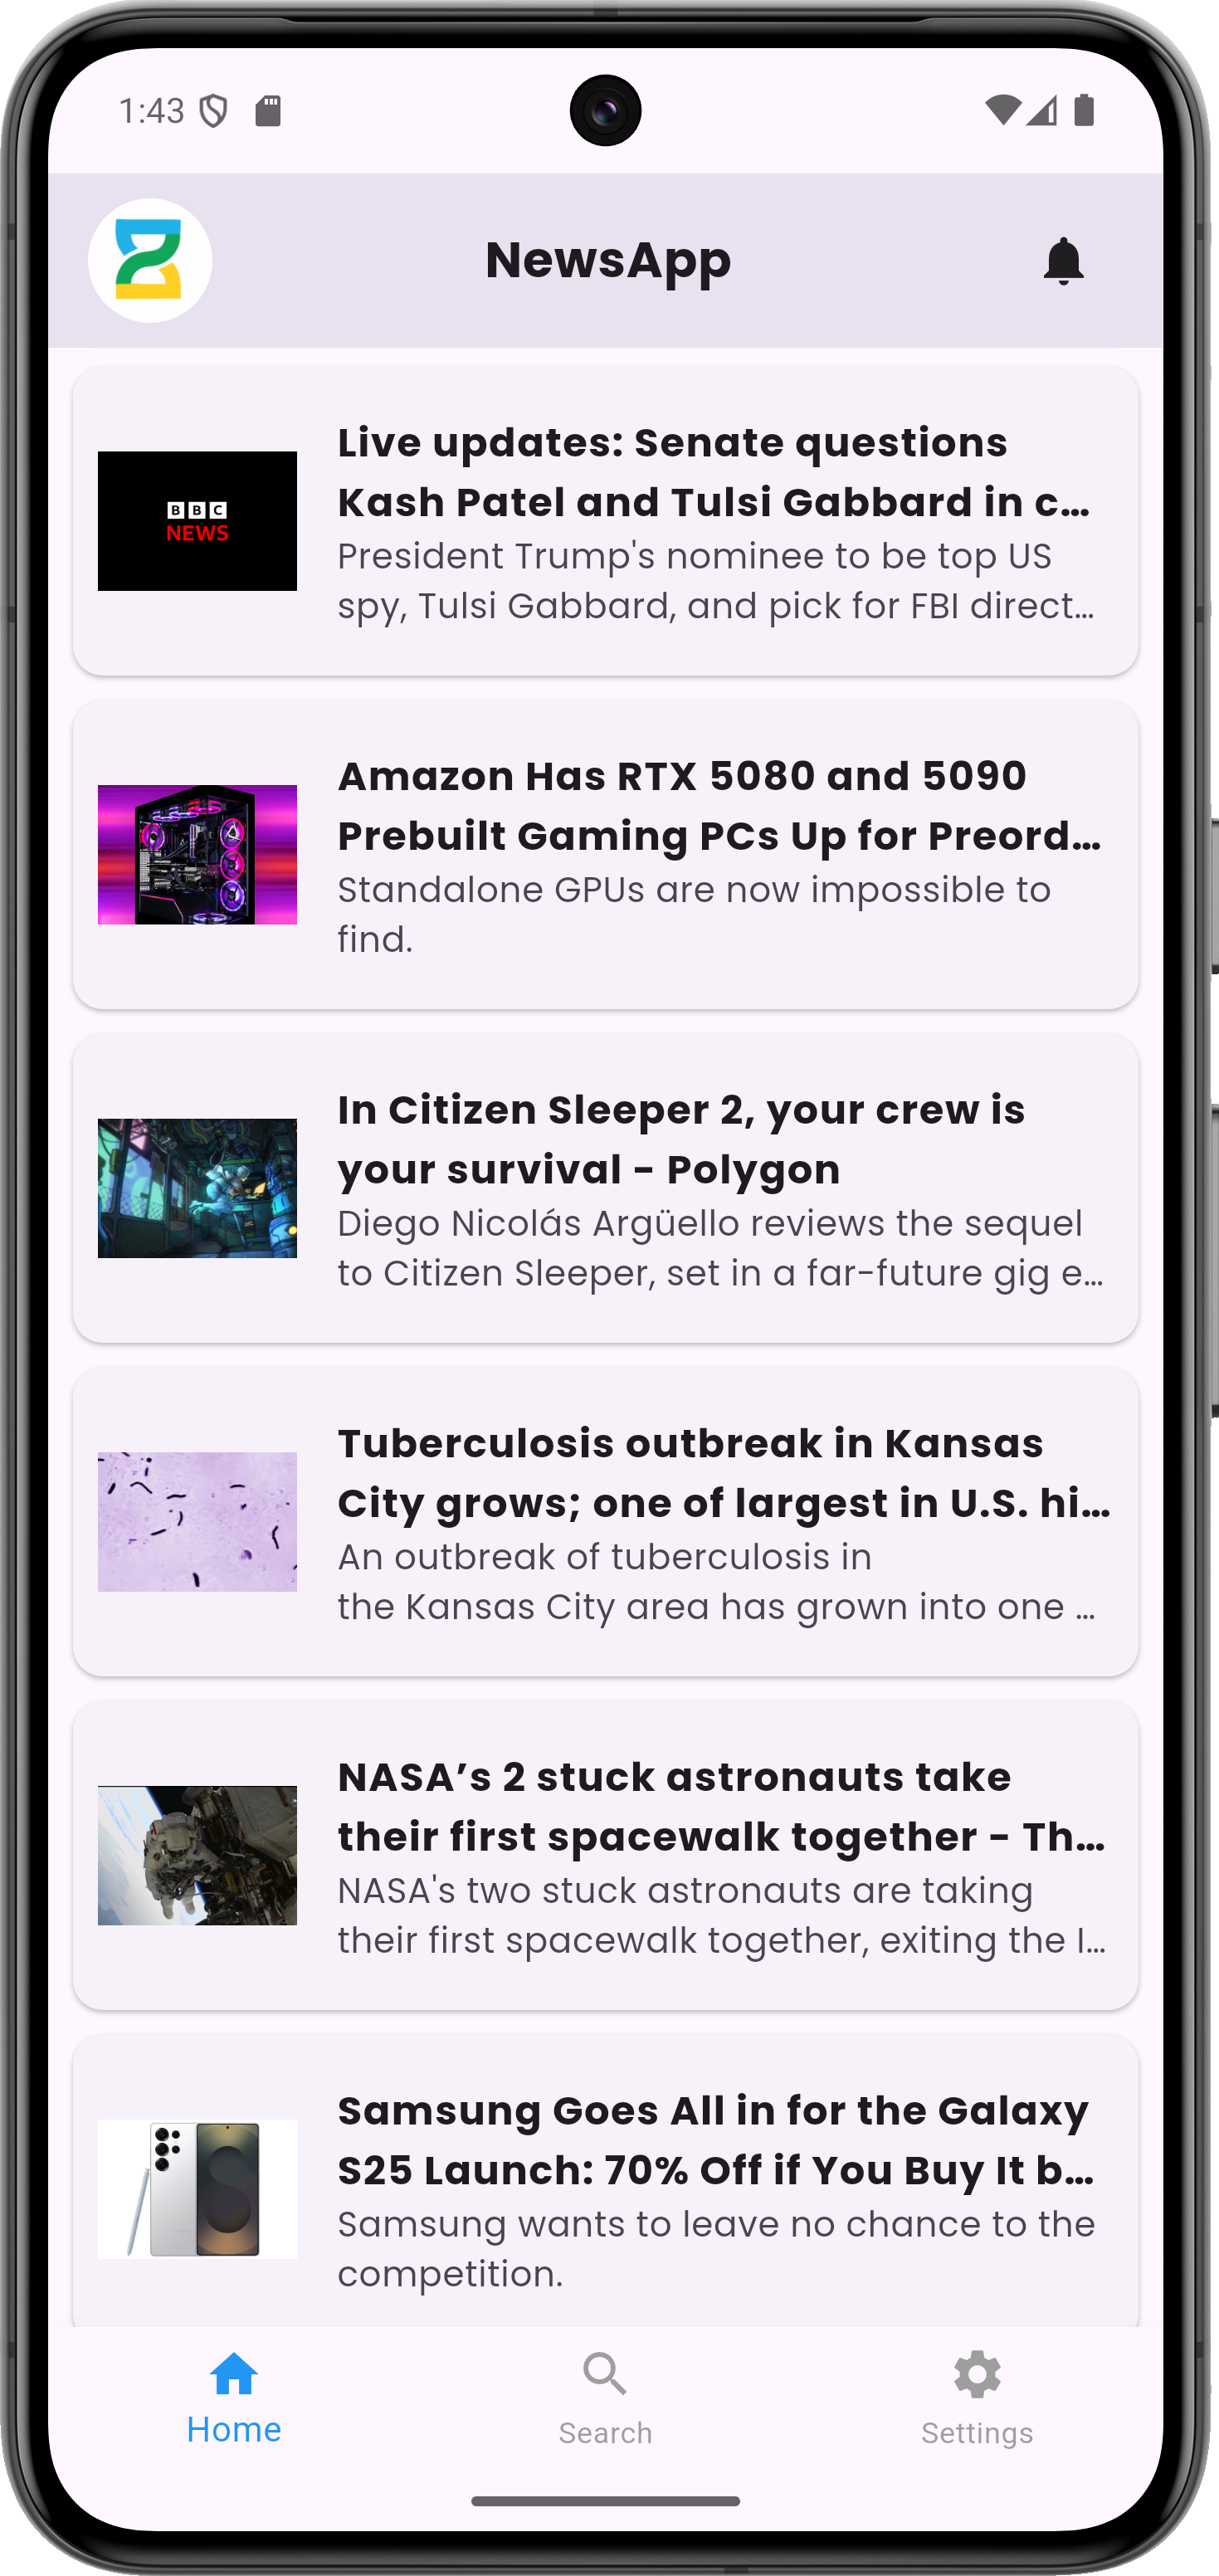 1:43
NewsApp
BBC
NEWS
Live updates: Senate questions
Kash Patel and Tulsi Gabbard in c...
President Trump's nominee to be top US
spy, Tulsi Gabbard, and pick for FBI direct...
Amazon Has RTX 5080 and 5090
Prebuilt Gaming PCs Up for Preord...
Standalone GPUs are now impossible to
find.
In Citizen Sleeper 2, your crew is
your survival - Polygon
Diego Nicolás Argüello reviews the sequel
to Citizen Sleeper, set in a far-future gig e...
Tuberculosis outbreak in Kansas
City grows; one of largest in U.S. hi...
An outbreak of tuberculosis in
the Kansas City area has grown into one ...
NASA’s 2 stuck astronauts take
their first spacewalk together - Th...
NASA's two stuck astronauts are taking
their first spacewalk together, exiting the I...
Samsung Goes All in for the Galaxy
S25 Launch: 70% Off if You Buy It b...
Samsung wants to leave no chance to the
competition.
Home
Search
Settings